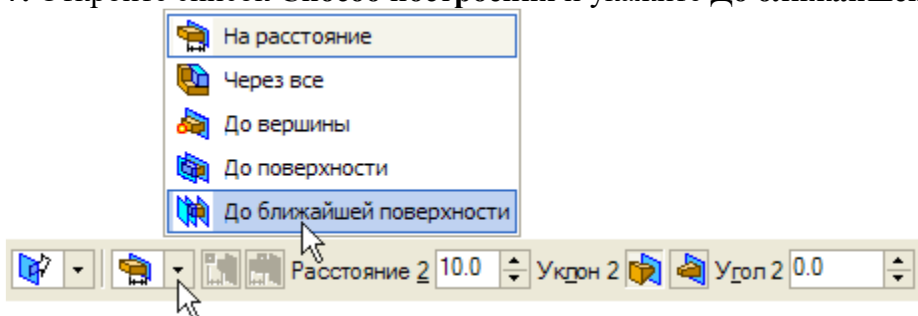 На расстояние
Через все
До вершины
До поверхности
До ближайшей поверхности
Расстояние 2 10.0 Уклон 2 Угол 2 0.0